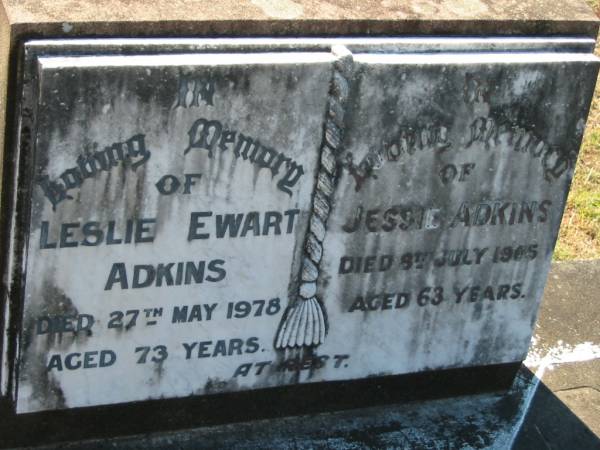 IN
Loving Memory
OF
LESLIE EWART
ADKINS
DIED 27TH MAY 1978
AGED 73 YEARS.
IN
Loving Memory
OF
JESSIE ADKINS
DIED 8TH JULY 1965
AGED 63 YEARS.
AT REST.